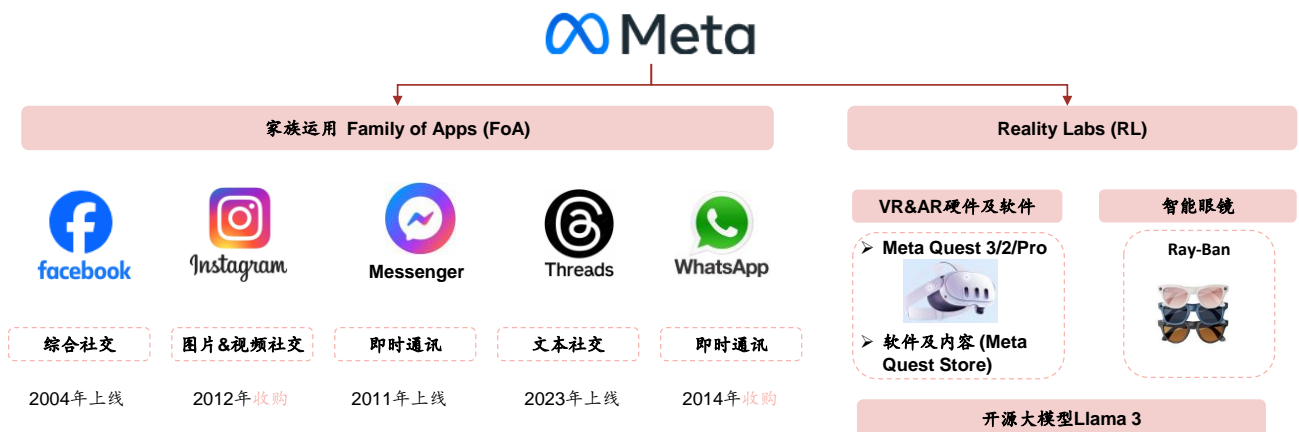 Meta
家族运用 Family of Apps (FoA)
Reality Labs (RL)
facebook
Instagram
Messenger
Threads
WhatsApp
综合社交
图片&视频社交
即时通讯
文本社交
即时通讯
2004年上线
2012年收购
2011年上线
2023年上线
2014年收购
VR&AR硬件及软件
➢ Meta Quest 3/2/Pro
➢ 软件及内容 (Meta
Quest Store)
智能眼镜
Ray-Ban
开源大模型Llama 3